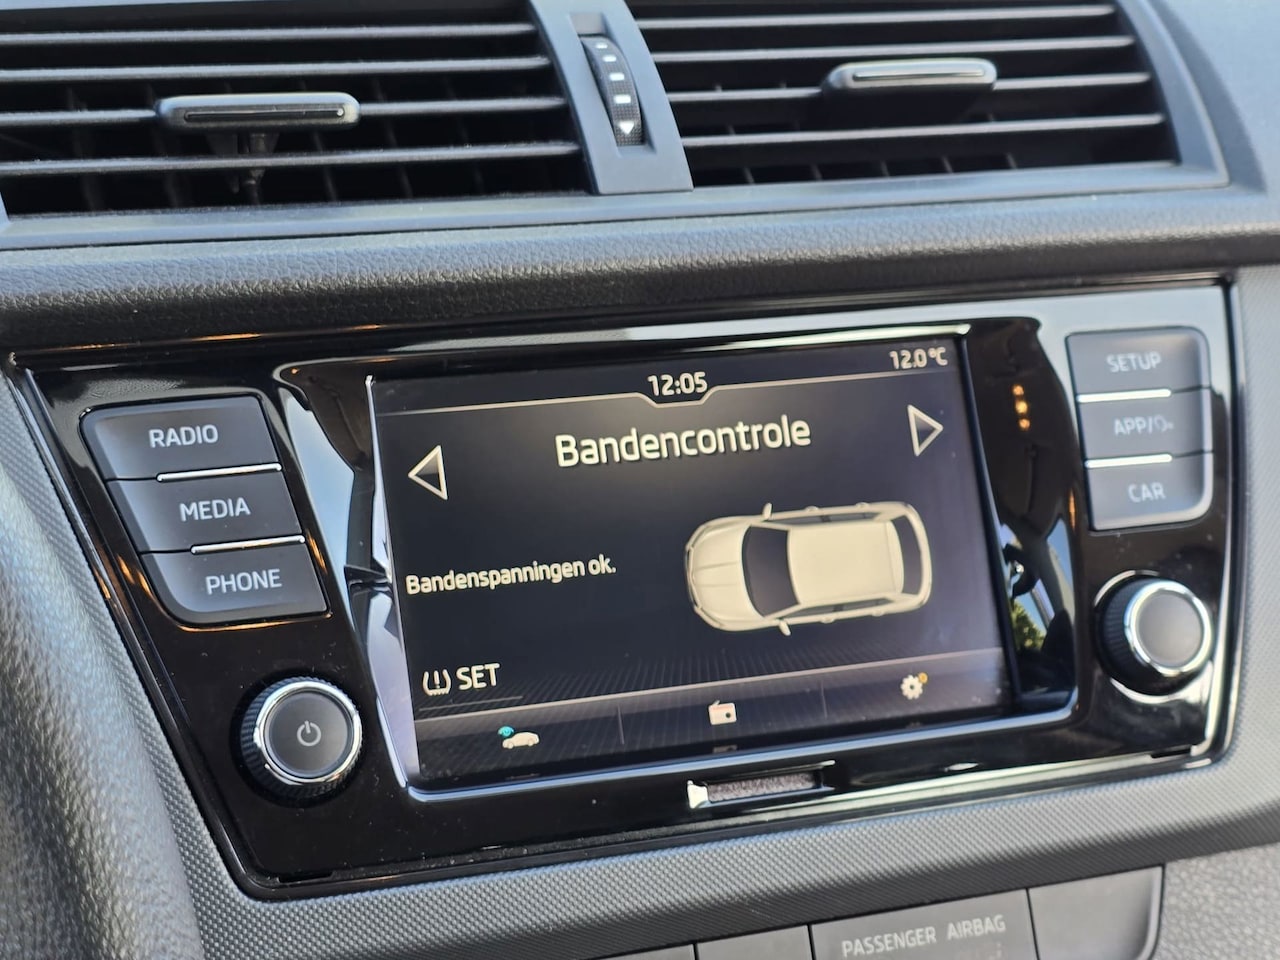 12:05
12.0°C
Bandencontrole
Bandenspanningen ok.
SET
RADIO
MEDIA
PHONE
SETUP
APP/
CAR
PASSENGER AIRBAG